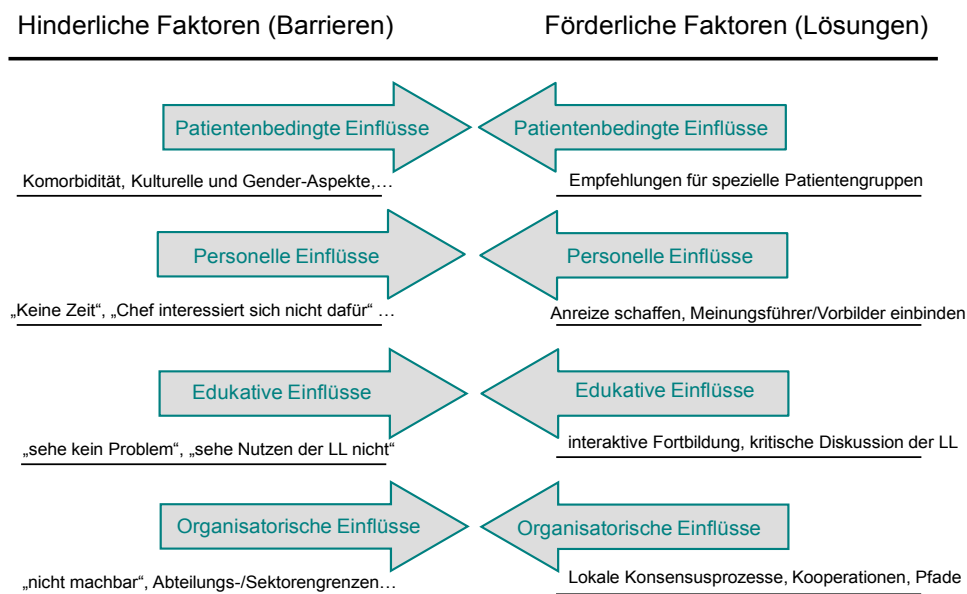 Hinderliche Faktoren (Barrieren)
Förderliche Faktoren (Lösungen)
Patientenbedingte Einflüsse
Patientenbedingte Einflüsse
Komorbidität, Kulturelle und Gender-Aspekte,…
Empfehlungen für spezielle Patientengruppen
Personelle Einflüsse
Personelle Einflüsse
„Keine Zeit“, „Chef interessiert sich nicht dafür“ …
Anreize schaffen, Meinungsführer/Vorbilder einbinden
Edukative Einflüsse
Edukative Einflüsse
„sehe kein Problem“, „sehe Nutzen der LL nicht“
interaktive Fortbildung, kritische Diskussion der LL
Organisatorische Einflüsse
Organisatorische Einflüsse
„nicht machbar“, Abteilungs-/Sektorengrenzen…
Lokale Konsensusprozesse, Kooperationen, Pfade